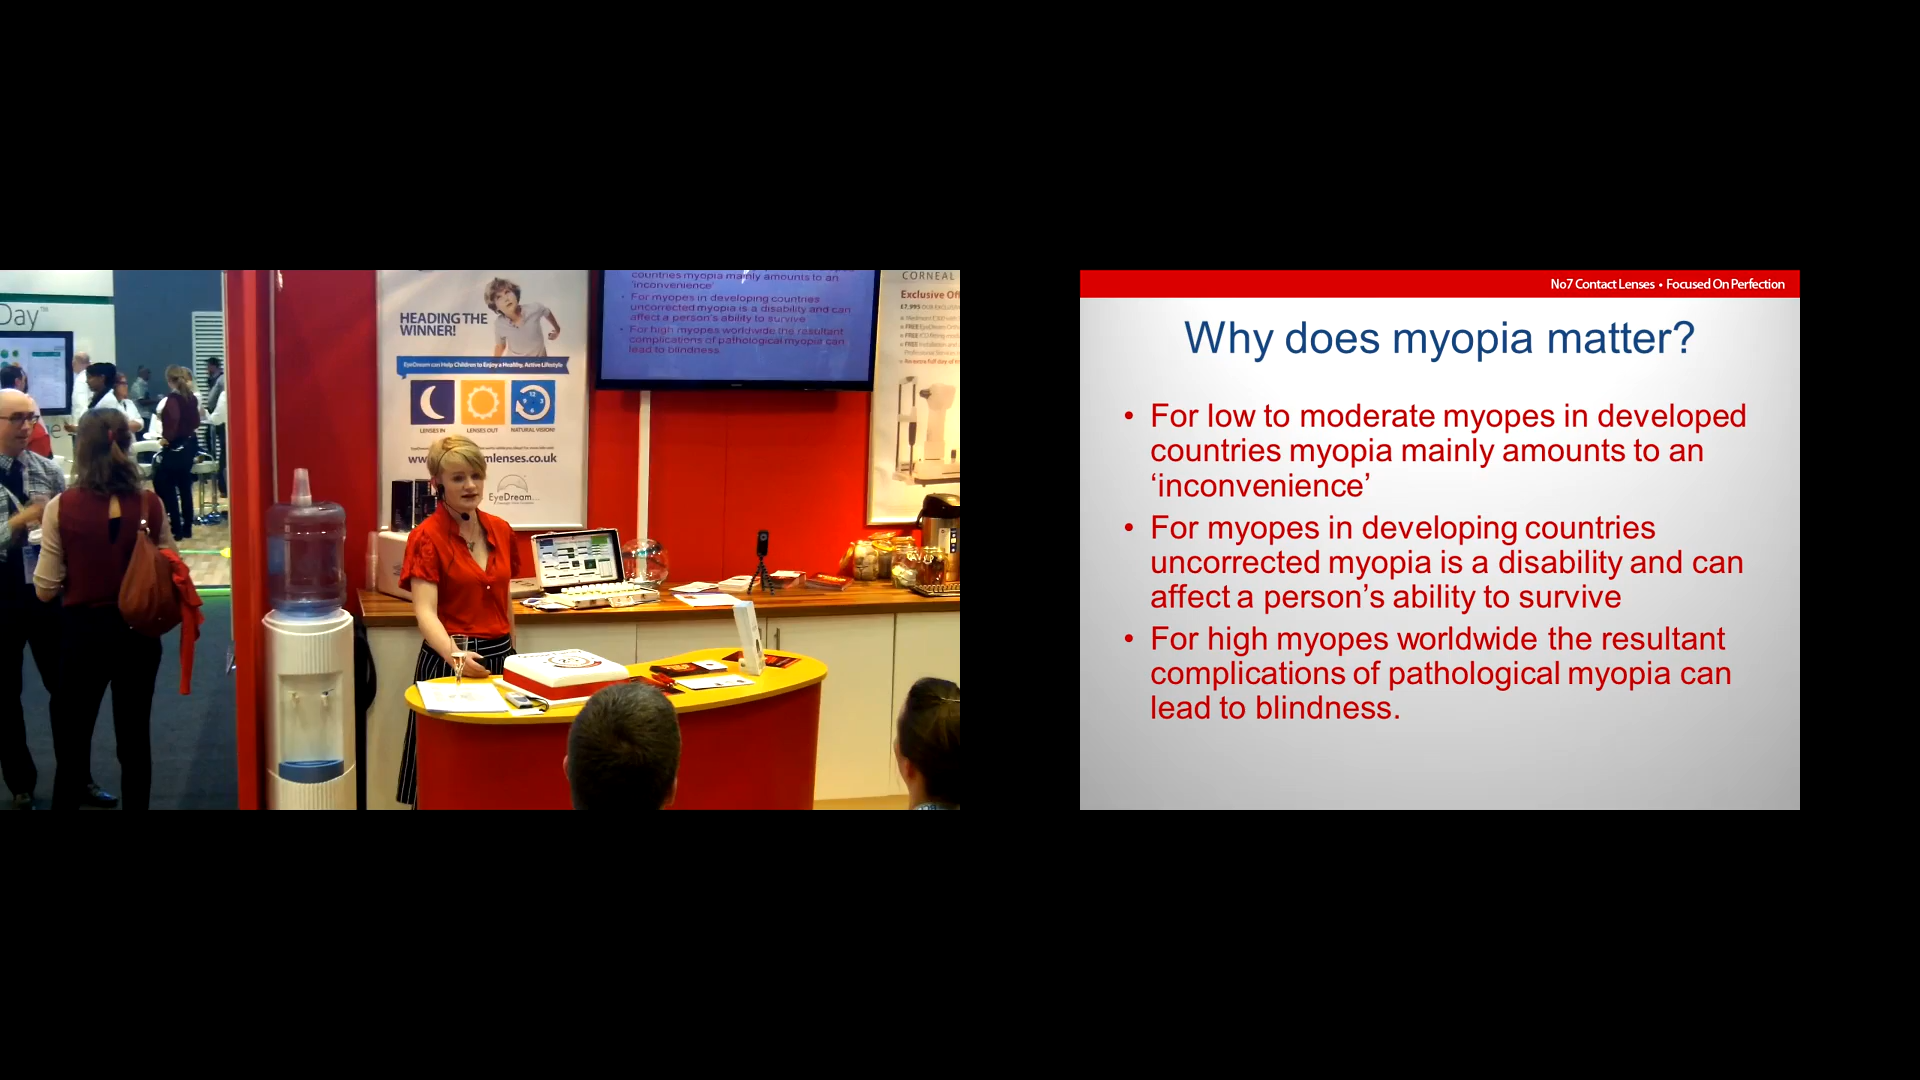 Day™
HEADING THE
WINNER!
EyeDream can Help Children to Enjoy a Healthy, Active Lifestyle
LENSES IN
LENSES OUT
NATURAL VISION!
www.
mlenses.co.uk
EyeDream
countries myopia mainly amounts to an
'inconvenience'
• For myopes in developing countries
uncorrected myopia is a disability and can
affect a person's ability to survive
• For high myopes worldwide the resultant
complications of pathological myopia can
lead to blindness.
CORNEAL
Exclusive Of
£7,995
FREE
FREE
FREE
No7 Contact Lenses • Focused On Perfection
Why does myopia matter?
• For low to moderate myopes in developed
countries myopia mainly amounts to an
‘inconvenience’
• For myopes in developing countries
uncorrected myopia is a disability and can
affect a person’s ability to survive
• For high myopes worldwide the resultant
complications of pathological myopia can
lead to blindness.